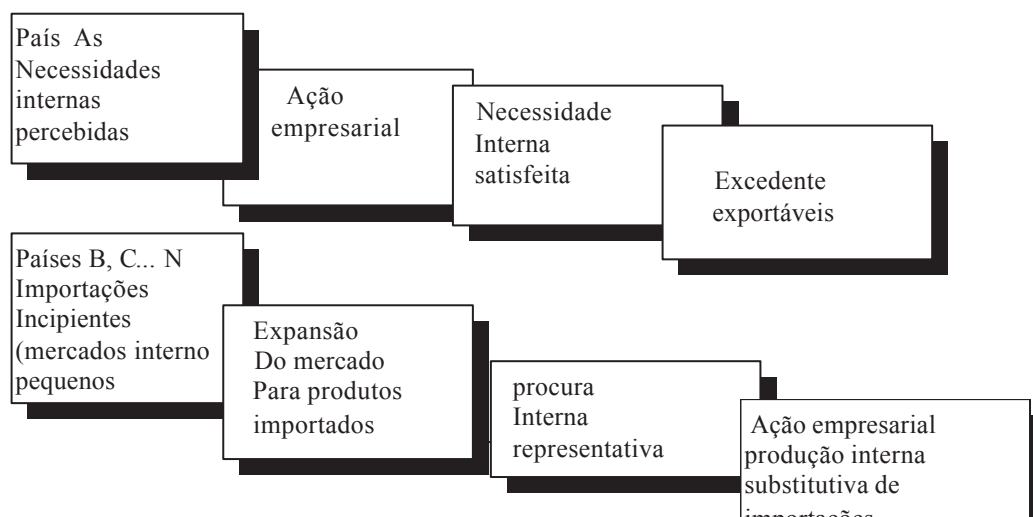 País As
Necessidades
internas
percebidas
Ação
empresarial
Necessidade
Interna
satisfeita
Excedente
exportáveis
Países B, C... N
Importações
Incipientes
(mercados interno
pequenos
Expansão
Do mercado
Para produtos
importados
procura
Interna
representativa
Ação empresarial
produção interna
substitutiva de
importações